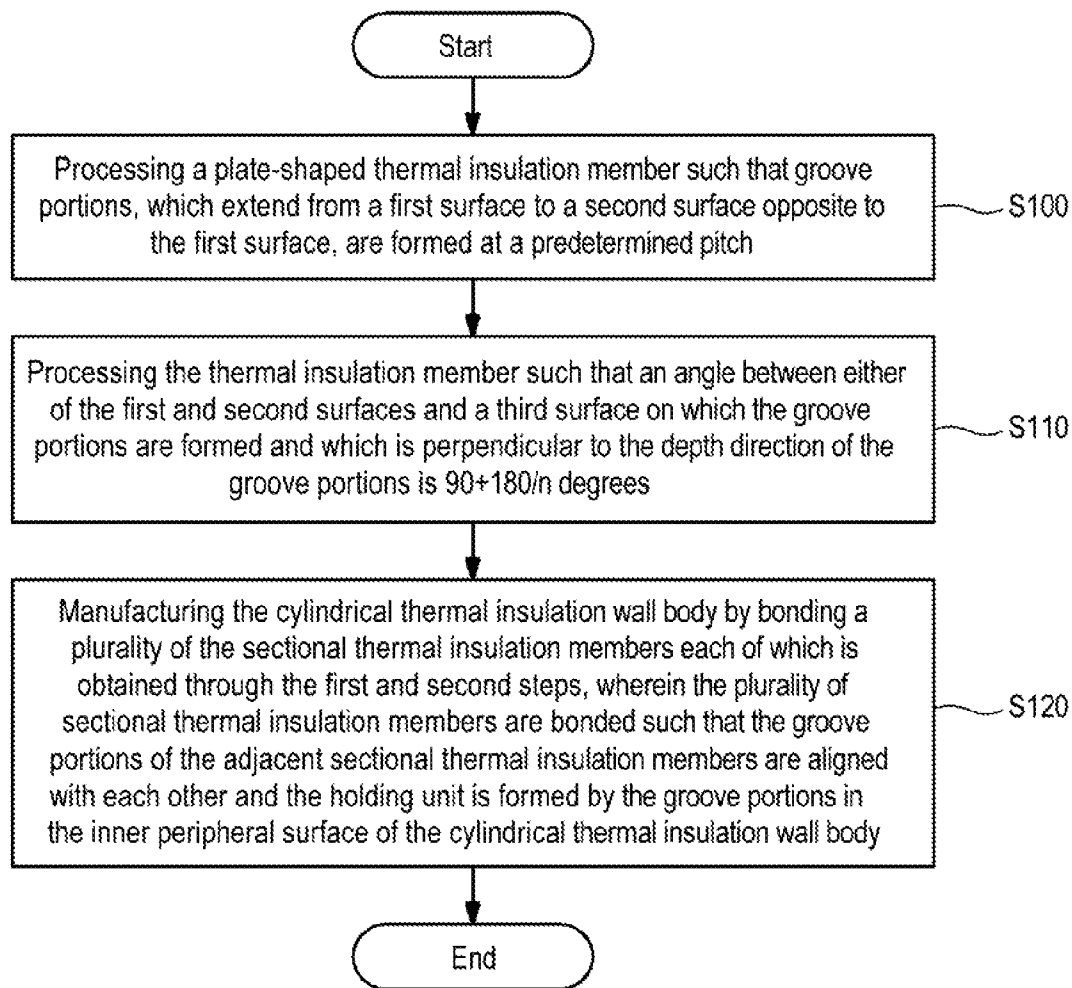 Start
Processing a plate-shaped thermal insulation member such that groove
portions, which extend from a first surface to a second surface opposite to
the first surface, are formed at a predetermined pitch
S100
Processing the thermal insulation member such that an angle between either
of the first and second surfaces and a third surface on which the groove
portions are formed and which is perpendicular to the depth direction of the
groove portions is 90+180/n degrees
S110
Manufacturing the cylindrical thermal insulation wall body by bonding a
plurality of the sectional thermal insulation members each of which is
obtained through the first and second steps, wherein the plurality of
sectional thermal insulation members are bonded such that the groove
portions of the adjacent sectional thermal insulation members are aligned
with each other and the holding unit is formed by the groove portions in
the inner peripheral surface of the cylindrical thermal insulation wall body
S120
End